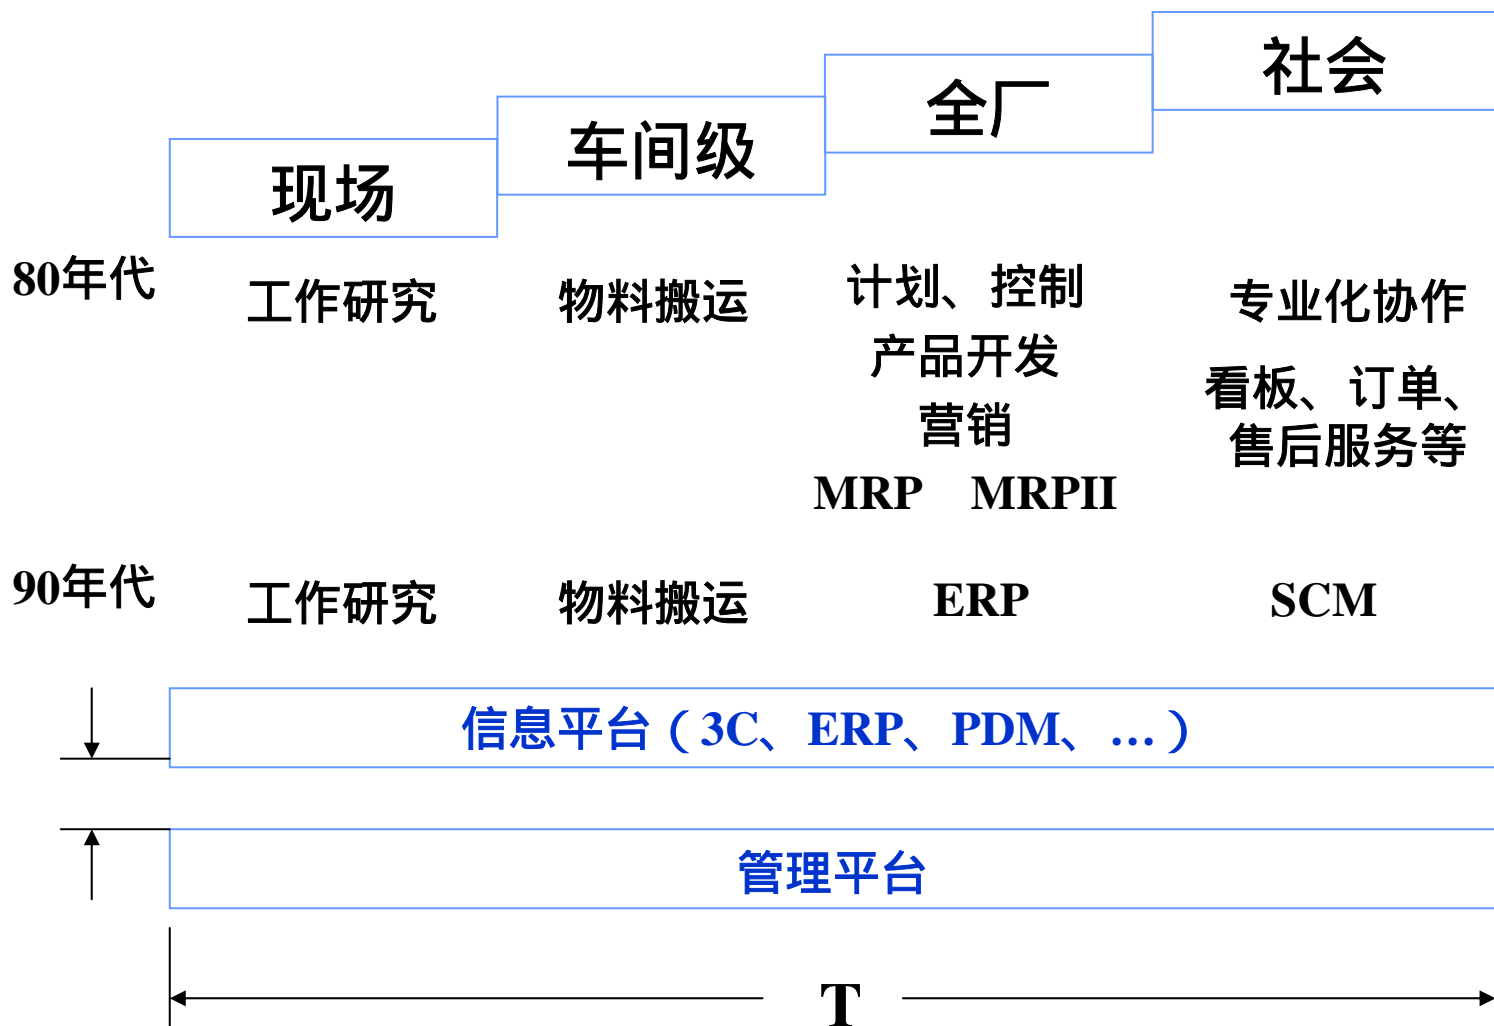 社会
全厂
车间级
现场
80年代
工作研究
物料搬运
计划、控制
产品开发
营销
MRP MRPII
专业化协作
看板、订单、
售后服务等
90年代
工作研究
物料搬运
ERP
SCM
信息平台（3C、ERP、PDM、…）
管理平台
T